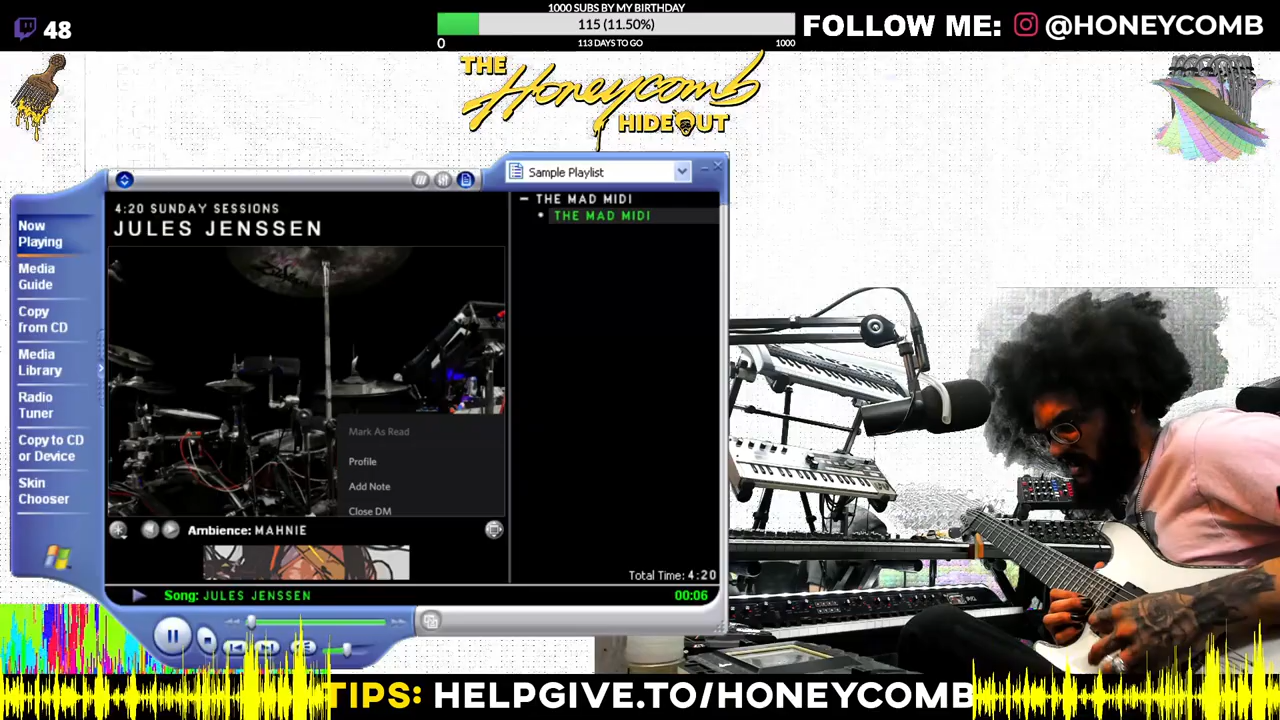 48
1000 SUBS BY MY BIRTHDAY
115 (11.50%)
0
113 DAYS TO GO
1000
FOLLOW ME: @HONEYCOMB
THE
Honeycomb
HIDEOUT
Sample Playlist
THE MAD MIDI
THE MAD MIDI
4:20 SUNDAY SESSIONS
JULES JENSSEN
Now
Playing
Media
Guide
Copy
from CD
Media
Library
Radio
Tuner
Copy to CD
or Device
Skin
Chooser
Mark As Read
Profile
Add Note
Close DM
Ambience: MAHNIE
Total Time: 4:20
Song: JULES JENSSEN
00:06
TIPS: HELPGIVE.TO/HONEYCOMB